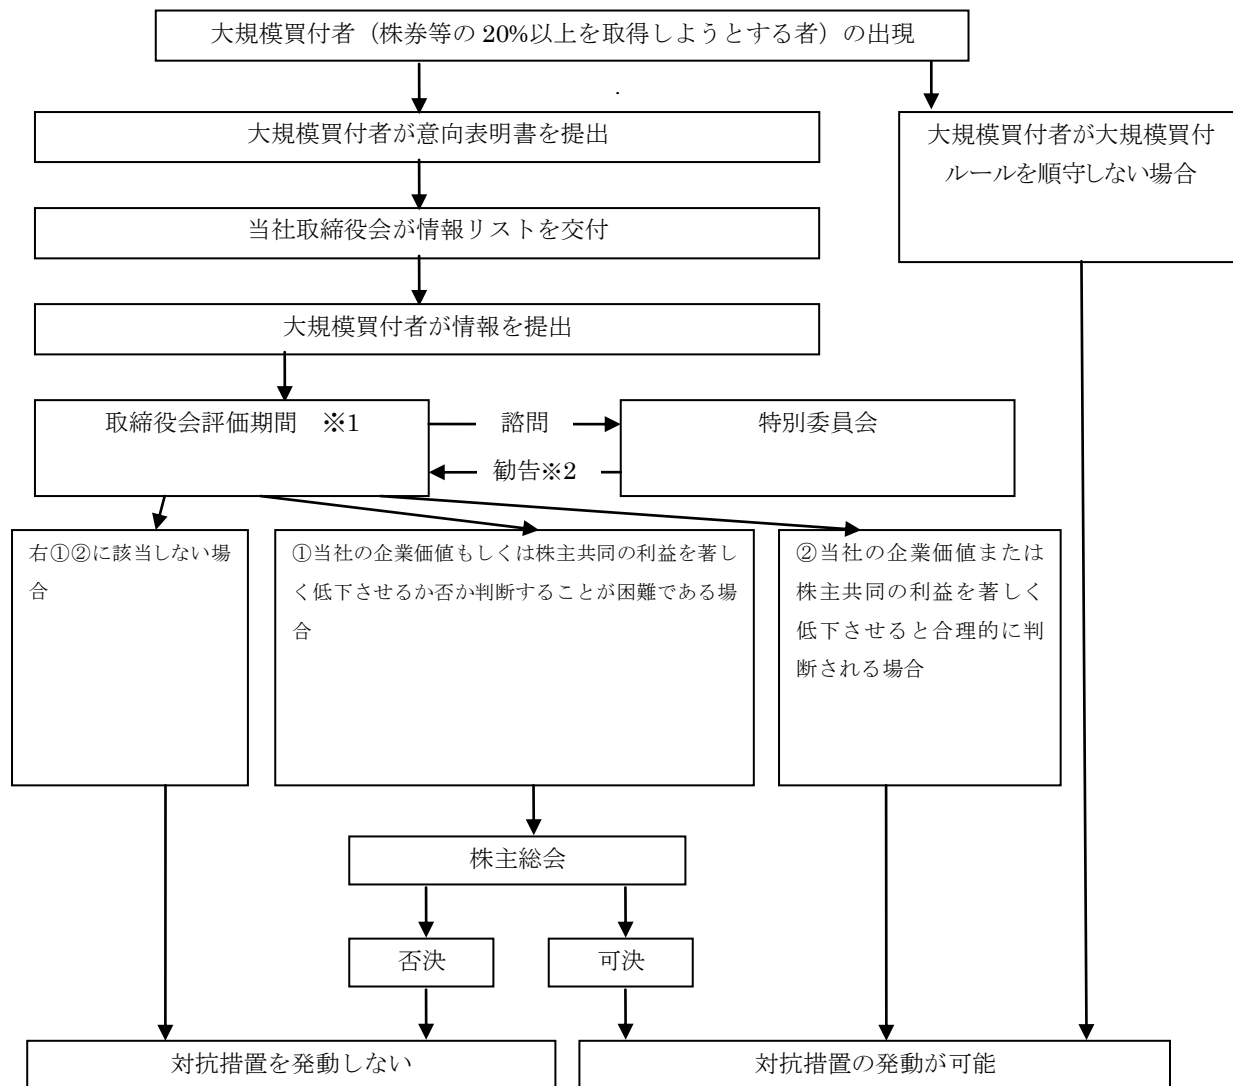 大規模買付者（株券等の 20%以上を取得しようとする者）の出現
大規模買付者が意向表明書を提出
大規模買付者が大規模買付
ルールを順守しない場合
当社取締役会が情報リストを交付
大規模買付者が情報を提出
取締役会評価期間　※1
諮問
特別委員会
勧告※2
右①②に該当しない場
合
①当社の企業価値もしくは株主共同の利益を著し
く低下させるか否か判断することが困難である場
合
②当社の企業価値または
株主共同の利益を著しく
低下させると合理的に判
断される場合
株主総会
否決
可決
対抗措置を発動しない
対抗措置の発動が可能